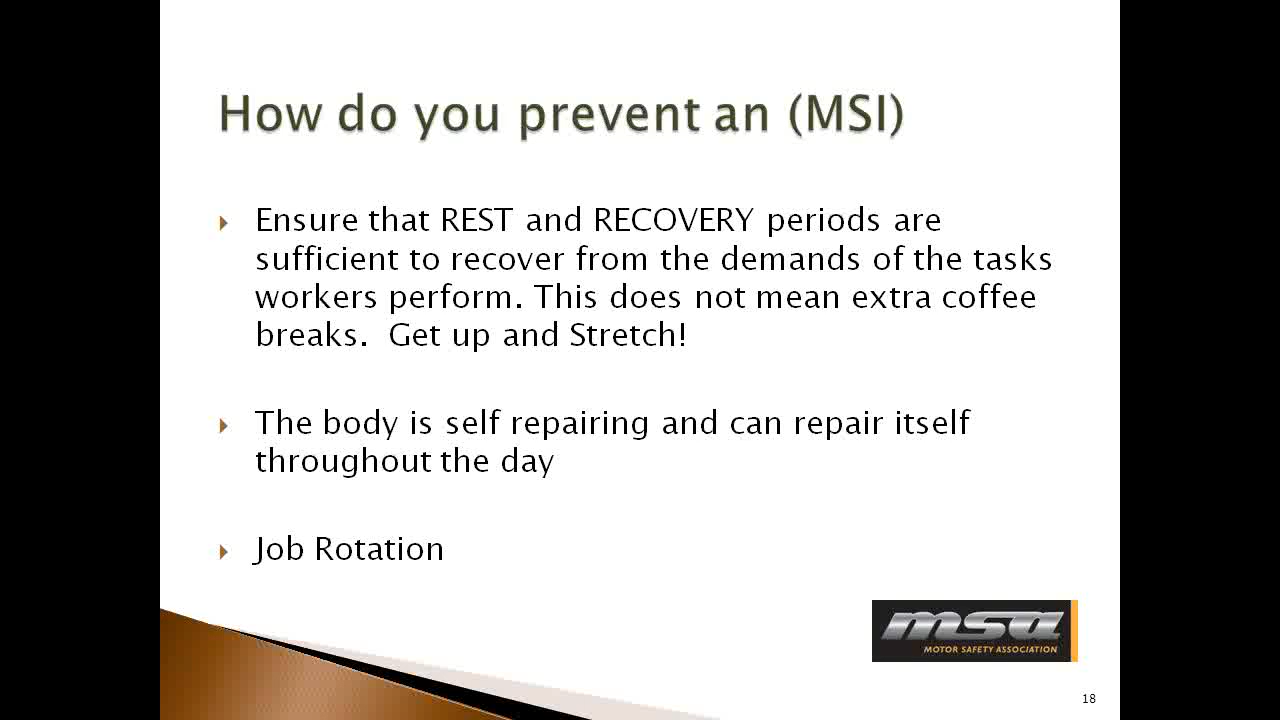 How do you prevent an (MSI)
Ensure that REST and RECOVERY periods are
sufficient to recover from the demands of the tasks
workers perform. This does not mean extra coffee
breaks.  Get up and Stretch!
The body is self repairing and can repair itself
throughout the day
Job Rotation
msa
MOTOR SAFETY ASSOCIATION
18